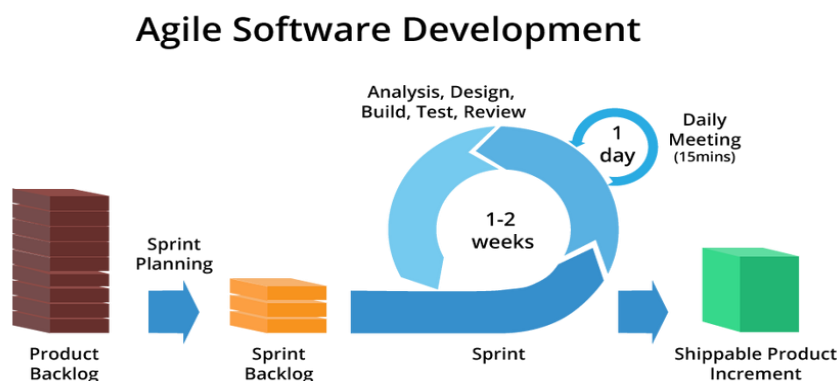 Agile Software Development
Analysis, Design,
Build, Test, Review
1
day
Daily
Meeting
(15mins)
1-2
weeks
Sprint
Planning
Product
Backlog
Sprint
Backlog
Sprint
Shippable Product
Increment